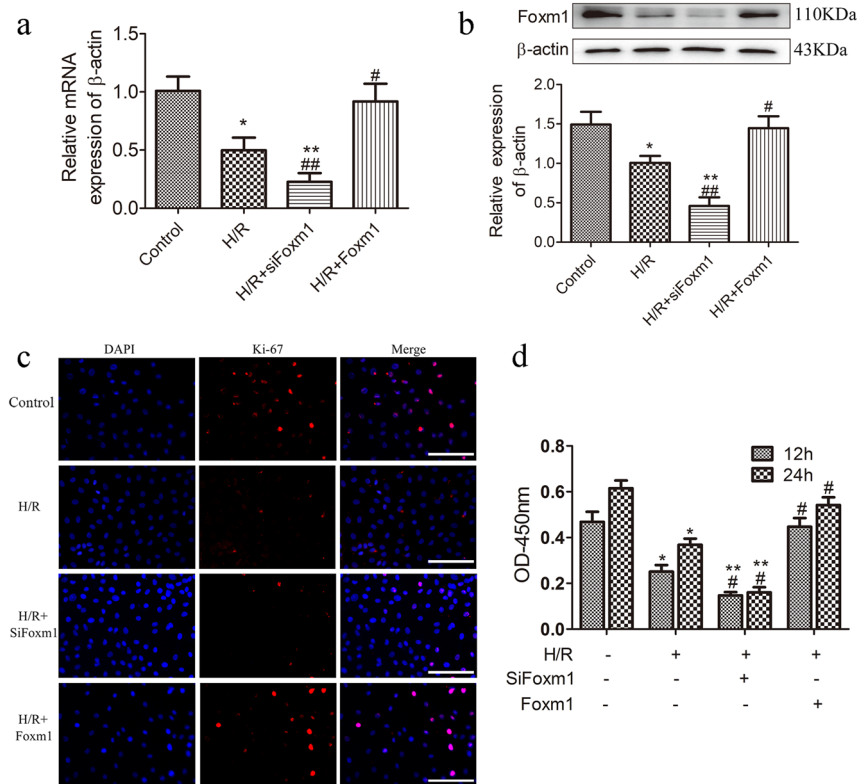 a
Relative mRNA
expression of β-actin
1.5
1.0
0.5
0.0
*
**
##
#
Control
H/R
H/R+siFoxm1
H/R+Foxm1
b
Foxm1
110KDa
β-actin
43KDa
Relative expression
of β-actin
2.0
1.5
1.0
0.5
0.0
*
**
##
#
Control
H/R
H/R+siFoxm1
H/R+Foxm1
c
DAPI Ki-67 Merge
Control
H/R
H/R+
SiFoxm1
H/R+
Foxm1
d
OD-450nm
0.8
0.6
0.4
0.2
0.0
12h
24h
* *
** **
# #
# #
H/R - + + +
SiFoxm1 - - + -
Foxm1 - - - +